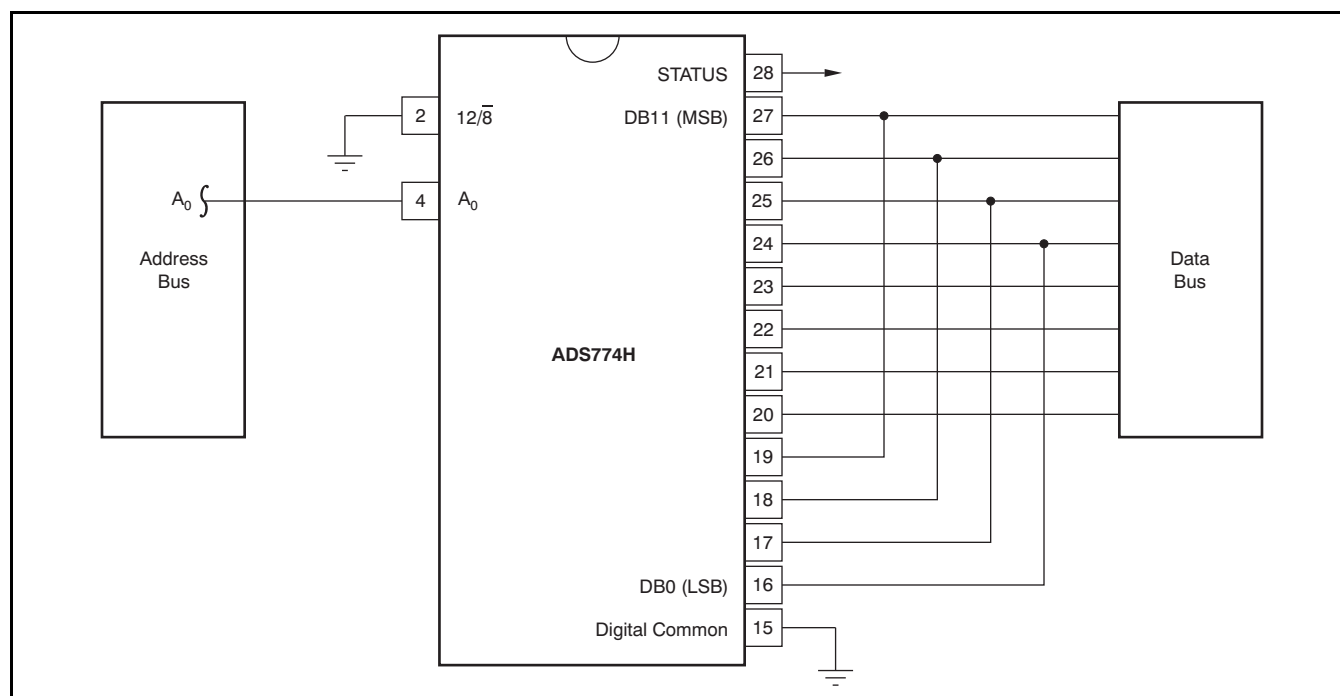 STATUS 28
2 12/8̅ DB11 (MSB) 27
26
A₀ 4 A₀ 25
24
Address
Bus
Data
Bus
23
22
ADS774H
21
20
19
18
17
DB0 (LSB) 16
Digital Common 15